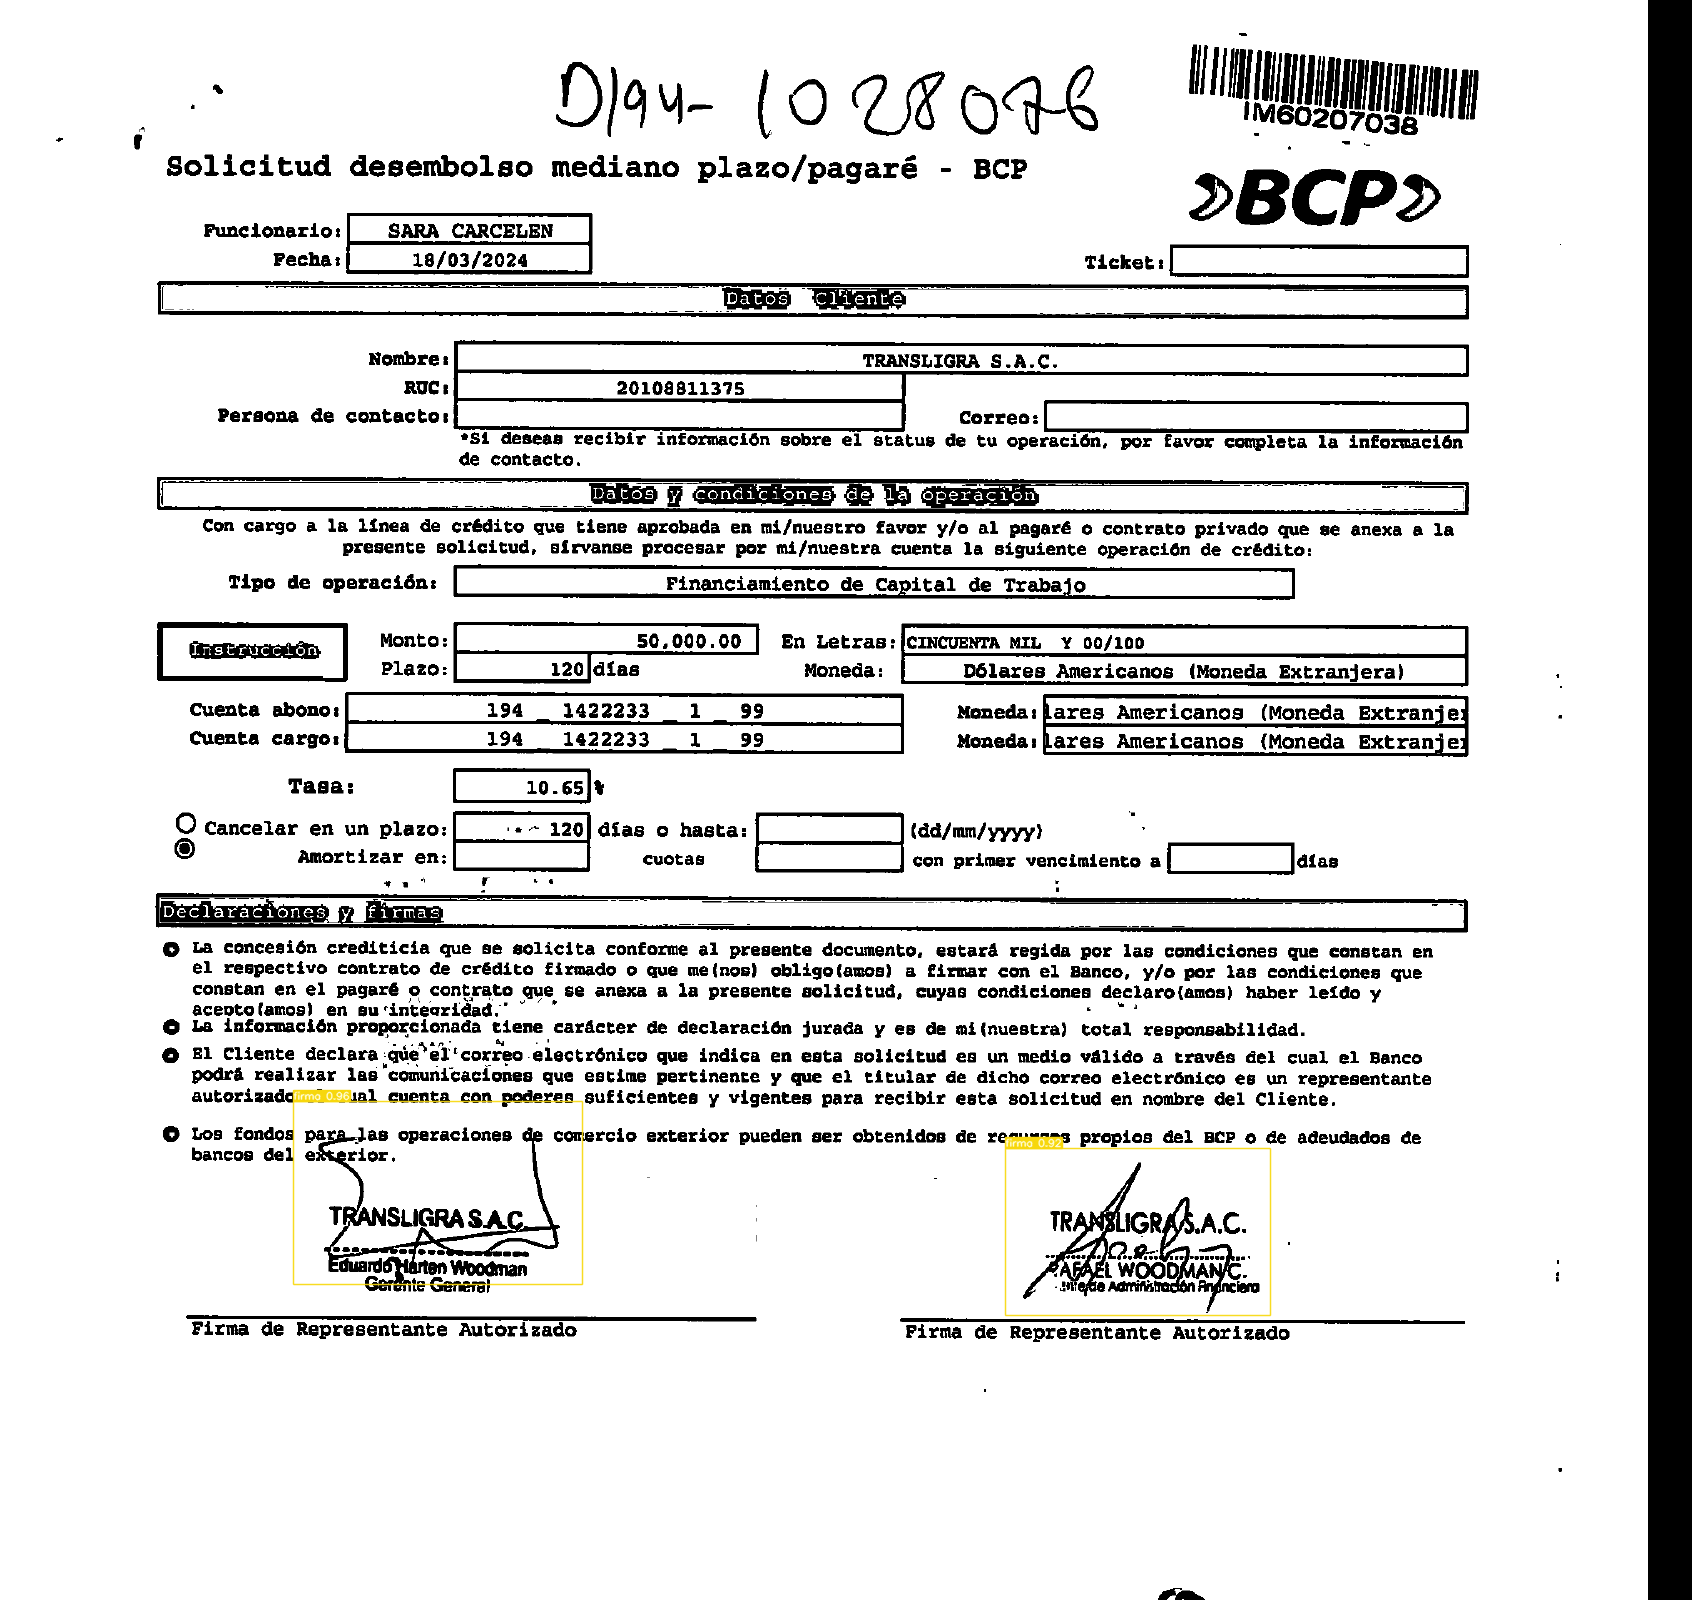 D194-1028076
IM60207038
Solicitud desembolso mediano plazo/pagaré - BCP
BCP
Funcionario: SARA CARCELEN
Fecha: 18/03/2024
Ticket:
Datos Cliente
Nombre: TRANSLIGRA S.A.C.
RUC: 20108811375
Persona de contacto: Correo:
*Si deseas recibir información sobre el status de tu operación, por favor completa la información
de contacto.
Datos y condiciones de la operación
Con cargo a la línea de crédito que tiene aprobada en mi/nuestro favor y/o al pagaré o contrato privado que se anexa a la
presente solicitud, sírvanse procesar por mi/nuestra cuenta la siguiente operación de crédito:
Tipo de operación: Financiamiento de Capital de Trabajo
Instrucción
Monto: 50,000.00 En Letras: CINCUENTA MIL Y 00/100
Plazo: 120 días Moneda: Dólares Americanos (Moneda Extranjera)
Cuenta abono: 194 _ 1422233 _ 1 _ 99 Moneda: lares Americanos (Moneda Extranjer
Cuenta cargo: 194 _ 1422233 _ 1 _ 99 Moneda: lares Americanos (Moneda Extranjer
Tasa: 10.65 %
Cancelar en un plazo: 120 días o hasta: (dd/mm/yyyy)
Amortizar en: cuotas con primer vencimiento a días
Declaraciones y firmas
La concesión crediticia que se solicita conforme al presente documento, estará regida por las condiciones que constan en
el respectivo contrato de crédito firmado o que me(nos) obligo(amos) a firmar con el Banco, y/o por las condiciones que
constan en el pagaré o contrato que se anexa a la presente solicitud, cuyas condiciones declaro(amos) haber leído y
acepto(amos) en su integridad.
La información proporcionada tiene carácter de declaración jurada y es de mi(nuestra) total responsabilidad.
El Cliente declara que el correo electrónico que indica en esta solicitud es un medio válido a través del cual el Banco
podrá realizar las comunicaciones que estime pertinente y que el titular de dicho correo electrónico es un representante
ual cuenta con poderes suficientes y vigentes para recibir esta solicitud en nombre del Cliente.
firma 0.96
Los fondos para las operaciones de comercio exterior pueden ser obtenidos de recursos propios del BCP o de adeudados de
bancos del exterior.
firma 0.92
TRANSLIGRA S.A.C.
Eduardo Harten Woodman
Gerente General
Firma de Representante Autorizado
TRANSLIGRA S.A.C.
RAFAEL WOODMAN C.
de Administración Financiera
Firma de Representante Autorizado